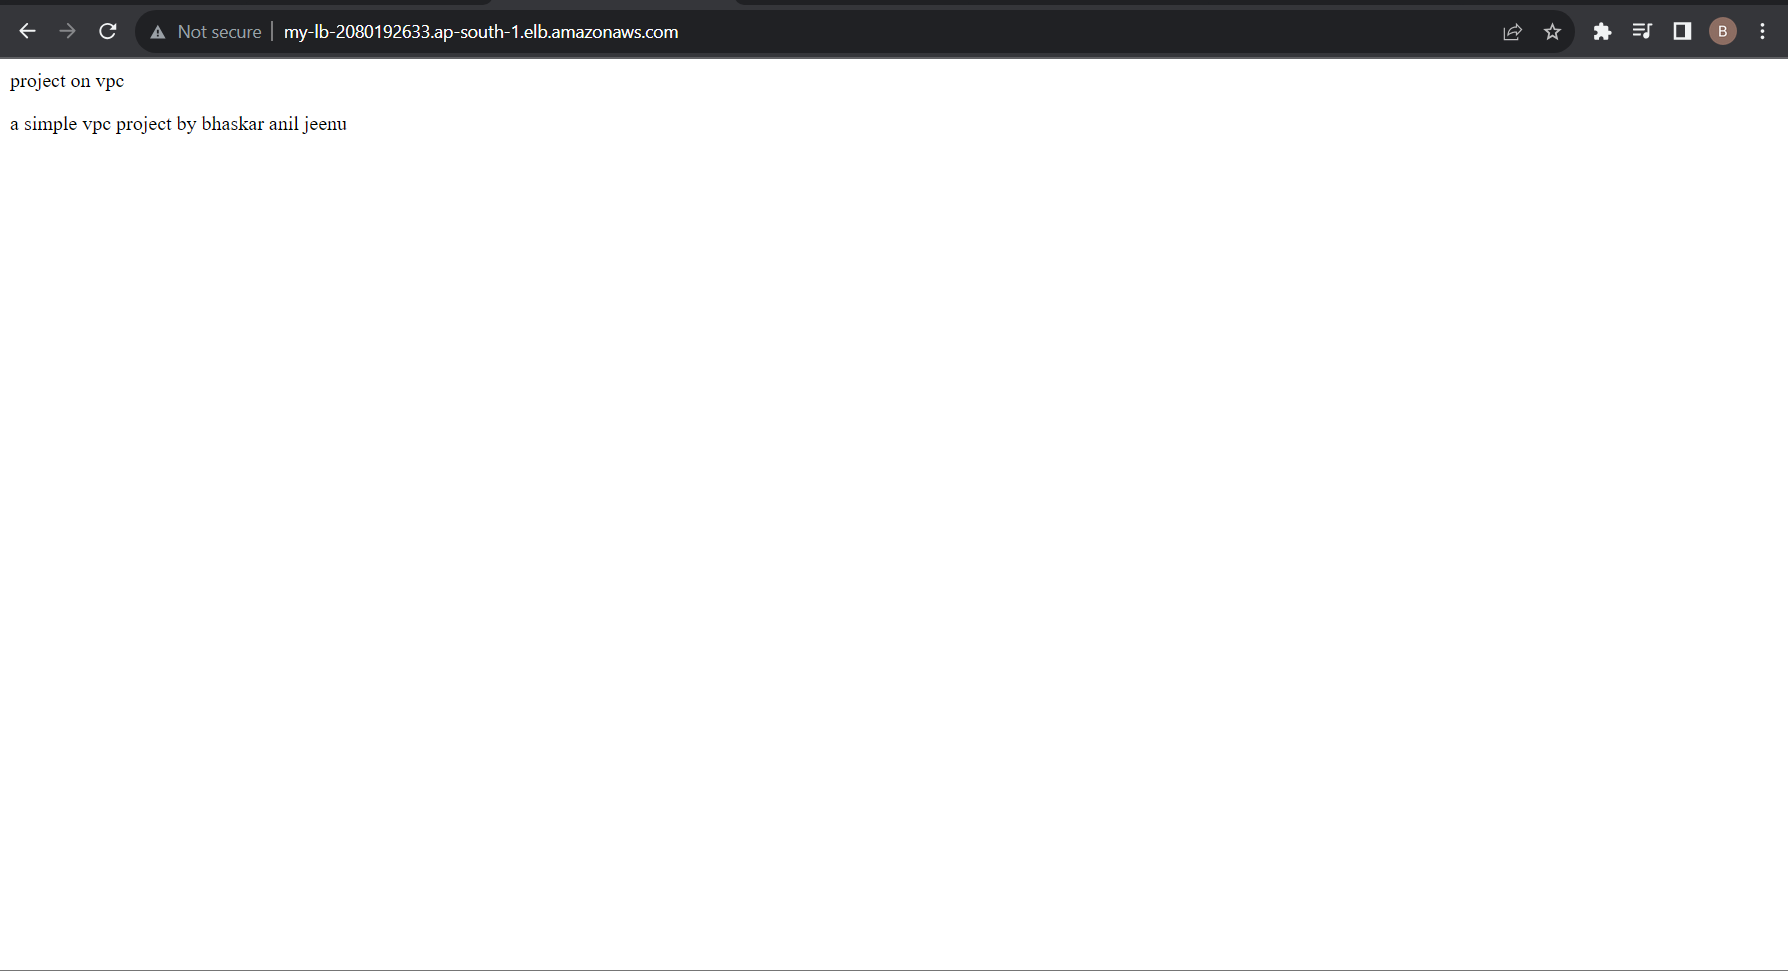 Not secure
my-lb-2080192633.ap-south-1.elb.amazonaws.com
B
project on vpc
a simple vpc project by bhaskar anil jeenu